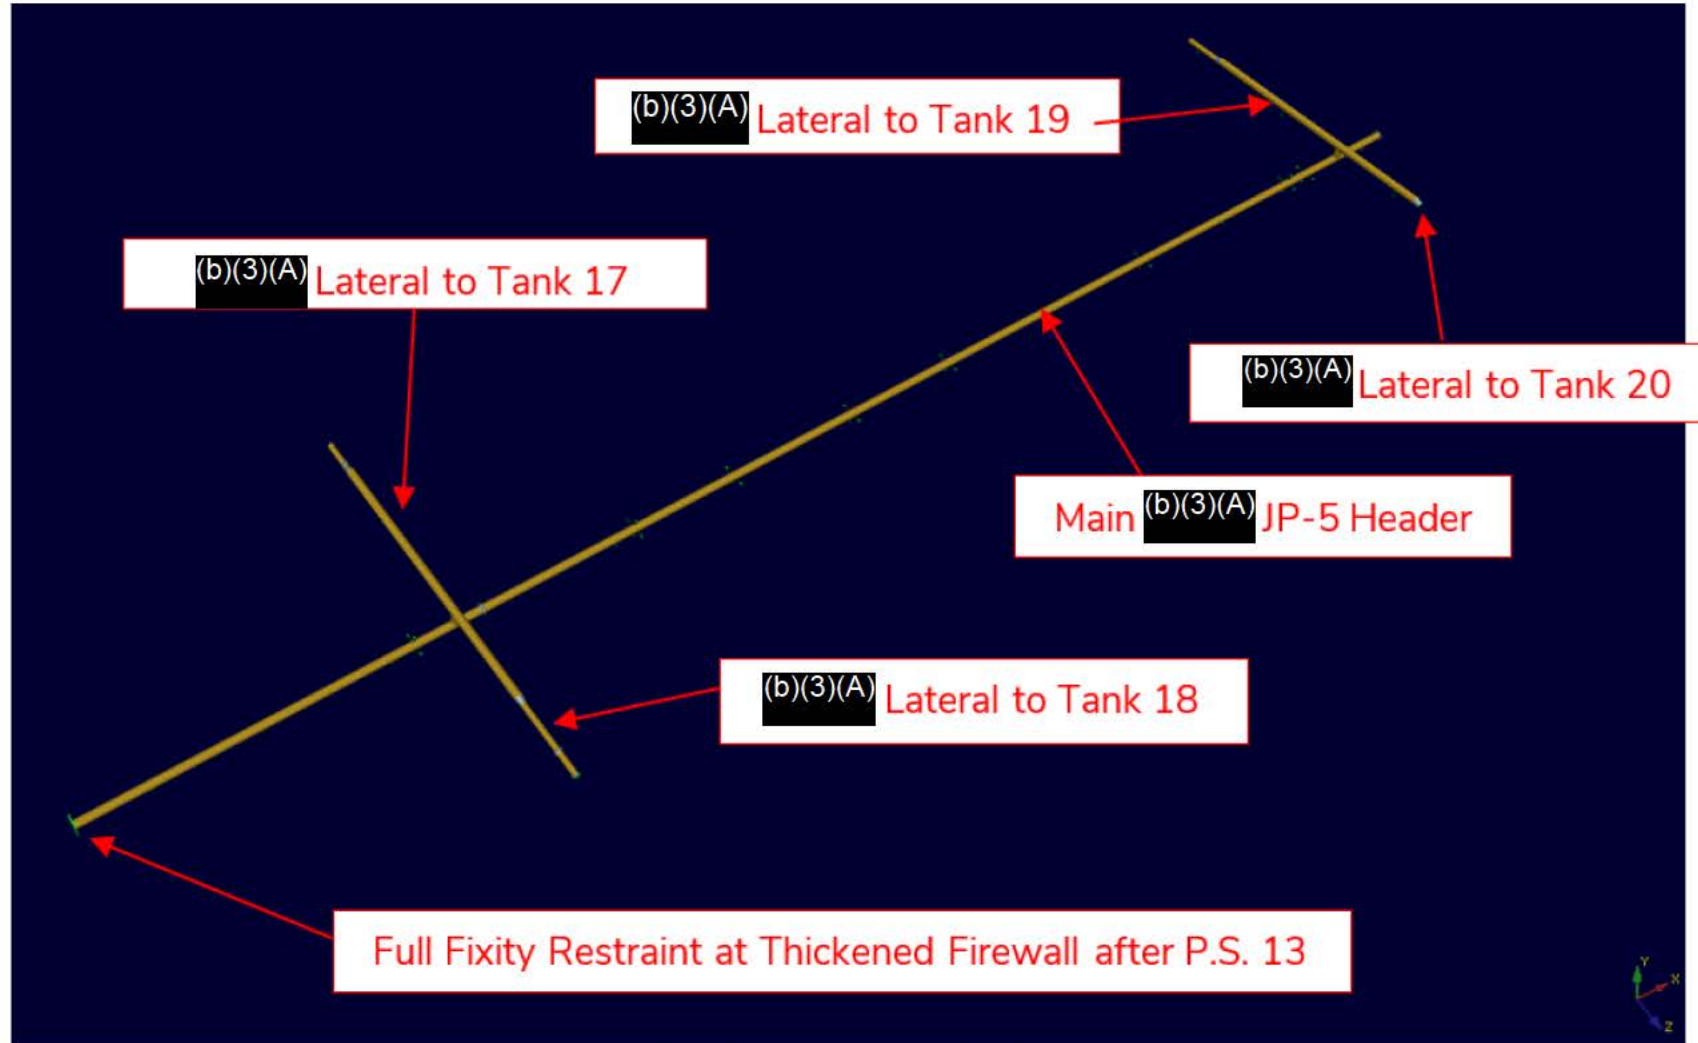 (b)(3)(A) Lateral to Tank 19
(b)(3)(A) Lateral to Tank 17
(b)(3)(A) Lateral to Tank 20
Main (b)(3)(A) JP-5 Header
(b)(3)(A) Lateral to Tank 18
Full Fixity Restraint at Thickened Firewall after P.S. 13
Y
X
Z